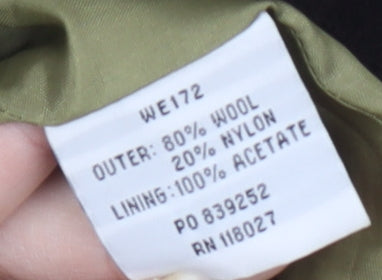 WE172
OUTER: 80% WOOL
20% NYLON
LINING: 100% ACETATE
PO 839252
RN 118027